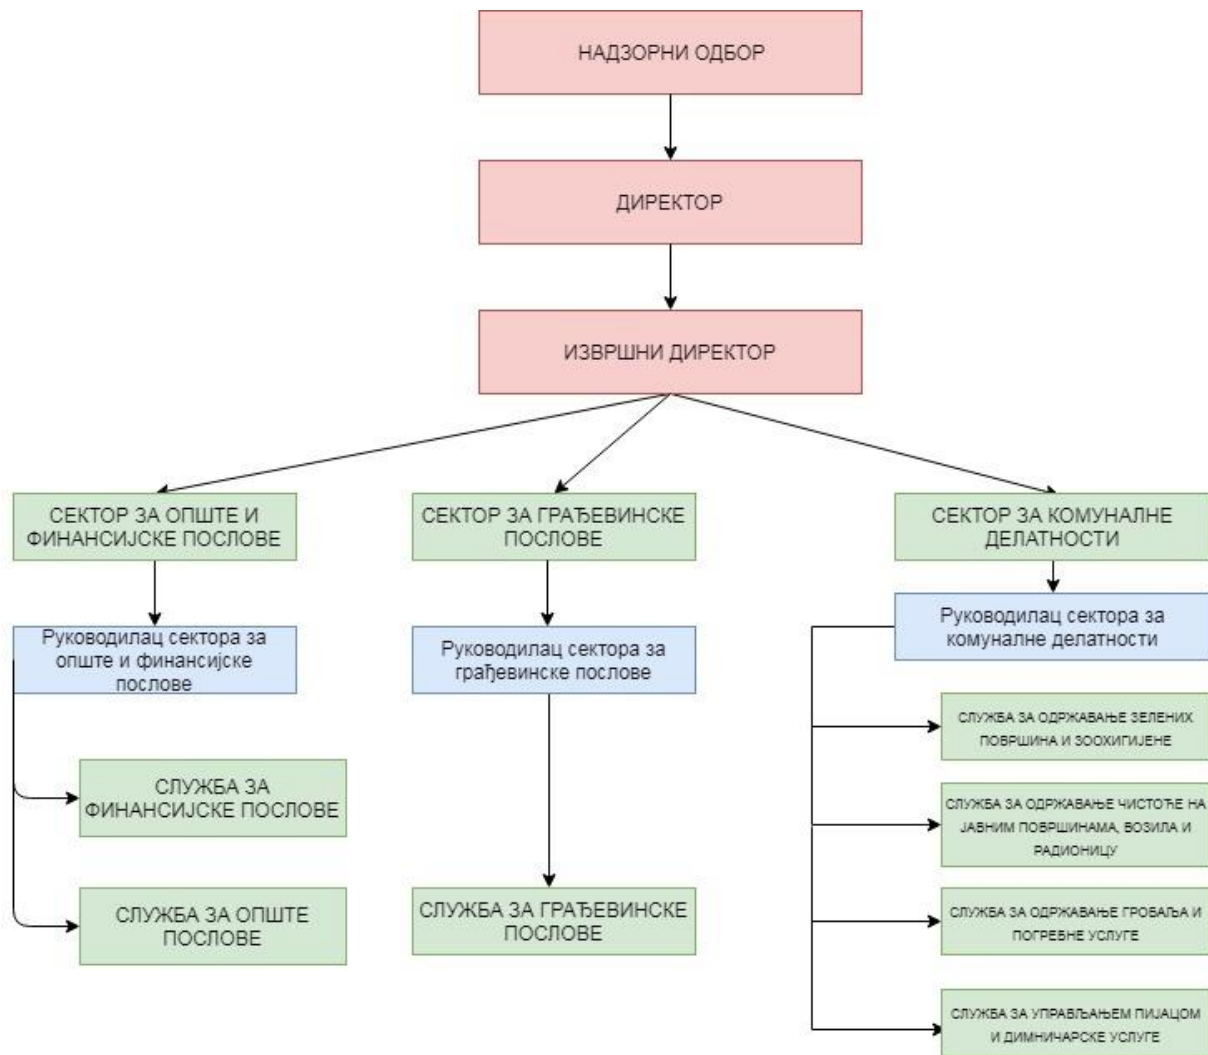 НАДЗОРНИ ОДБОР
ДИРЕКТОР
ИЗВРШНИ ДИРЕКТОР
СЕКТОР ЗА ОПШТЕ И
ФИНАНСИЈСКЕ ПОСЛОВЕ
СЕКТОР ЗА ГРАЂЕВИНСКЕ
ПОСЛОВЕ
СЕКТОР ЗА КОМУНАЛНЕ
ДЕЛАТНОСТИ
Руководилац сектора за
опште и финансијске
послове
Руководилац сектора за
грађевинске послове
Руководилац сектора за
комуналне делатности
СЛУЖБА ЗА
ФИНАНСИЈСКЕ ПОСЛОВЕ
СЛУЖБА ЗА ОПШТЕ
ПОСЛОВЕ
СЛУЖБА ЗА ГРАЂЕВИНСКЕ
ПОСЛОВЕ
СЛУЖБА ЗА ОДРЖАВАЊЕ ЗЕЛЕНИХ
ПОВРШИНА И ЗООХИГИЈЕНЕ
СЛУЖБА ЗА ОДРЖАВАЊЕ ЧИСТОЋЕ НА
ЈАВНИМ ПОВРШИНАМА, ВОЗИЛА И
РАДИОНИЦУ
СЛУЖБА ЗА ОДРЖАВАЊЕ ГРОБАЉА И
ПОГРЕБНЕ УСЛУГЕ
СЛУЖБА ЗА УПРАВЉАЊЕМ ПИЈАЦОМ
И ДИМНИЧАРСКЕ УСЛУГЕ